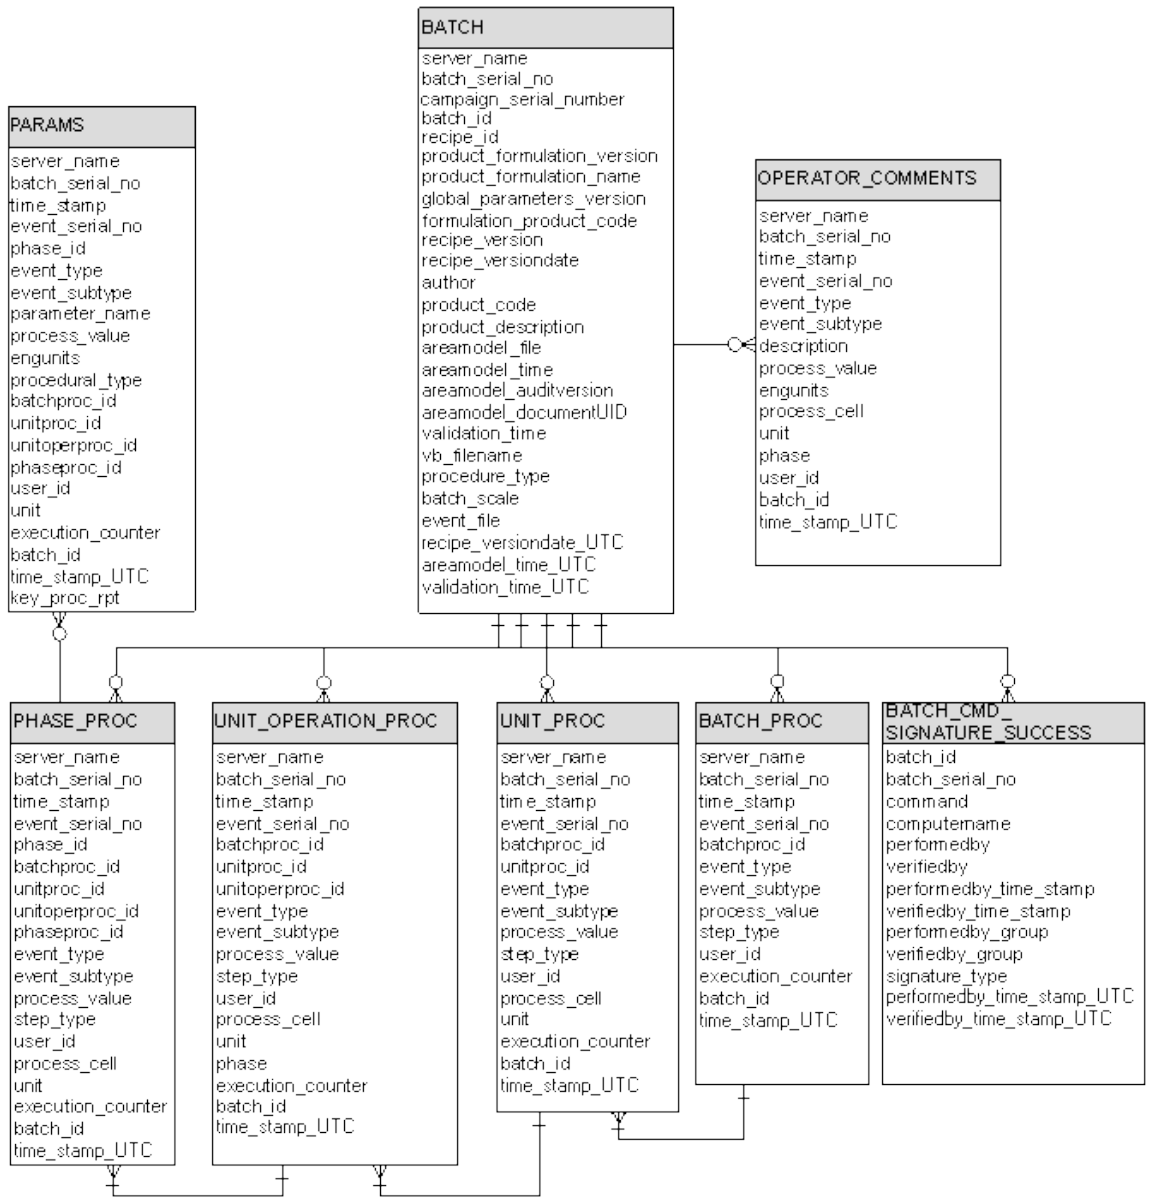 BATCH
server_name
batch_serial_no
campaign_serial_number
batch_id
recipe_id
product_formulation_version
product_formulation_name
global_parameters_version
formulation_product_code
recipe_version
recipe_versiondate
author
product_code
product_description
areamodel_file
areamodel_time
areamodel_auditversion
areamodel_documentUID
validation_time
vb_filename
procedure_type
batch_scale
event_file
recipe_versiondate_UTC
areamodel_time_UTC
validation_time_UTC
PARAMS
server_name
batch_serial_no
time_stamp
event_serial_no
phase_id
event_type
event_subtype
parameter_name
process_value
engunits
procedural_type
batchproc_id
unitproc_id
unitoperproc_id
phaseproc_id
user_id
unit
execution_counter
batch_id
time_stamp_UTC
key_proc_rpt
OPERATOR_COMMENTS
server_name
batch_serial_no
time_stamp
event_serial_no
event_type
event_subtype
description
process_value
engunits
process_cell
unit
phase
user_id
batch_id
time_stamp_UTC
PHASE_PROC
server_name
batch_serial_no
time_stamp
event_serial_no
phase_id
batchproc_id
unitproc_id
unitoperproc_id
phaseproc_id
event_type
event_subtype
process_value
step_type
user_id
process_cell
unit
execution_counter
batch_id
time_stamp_UTC
UNIT_OPERATION_PROC
server_name
batch_serial_no
time_stamp
event_serial_no
batchproc_id
unitproc_id
unitoperproc_id
event_type
event_subtype
process_value
step_type
user_id
process_cell
unit
phase
execution_counter
batch_id
time_stamp_UTC
UNIT_PROC
server_name
batch_serial_no
time_stamp
event_serial_no
batchproc_id
unitproc_id
event_type
event_subtype
process_value
step_type
user_id
process_cell
unit
execution_counter
batch_id
time_stamp_UTC
BATCH_PROC
server_name
batch_serial_no
time_stamp
event_serial_no
batchproc_id
event_type
event_subtype
process_value
step_type
user_id
execution_counter
batch_id
time_stamp_UTC
BATCH_CMD_
SIGNATURE_SUCCESS
batch_id
batch_serial_no
command
computername
performedby
verifiedby
performedby_time_stamp
verifiedby_time_stamp
performedby_group
verifiedby_group
signature_type
performedby_time_stamp_UTC
verifiedby_time_stamp_UTC